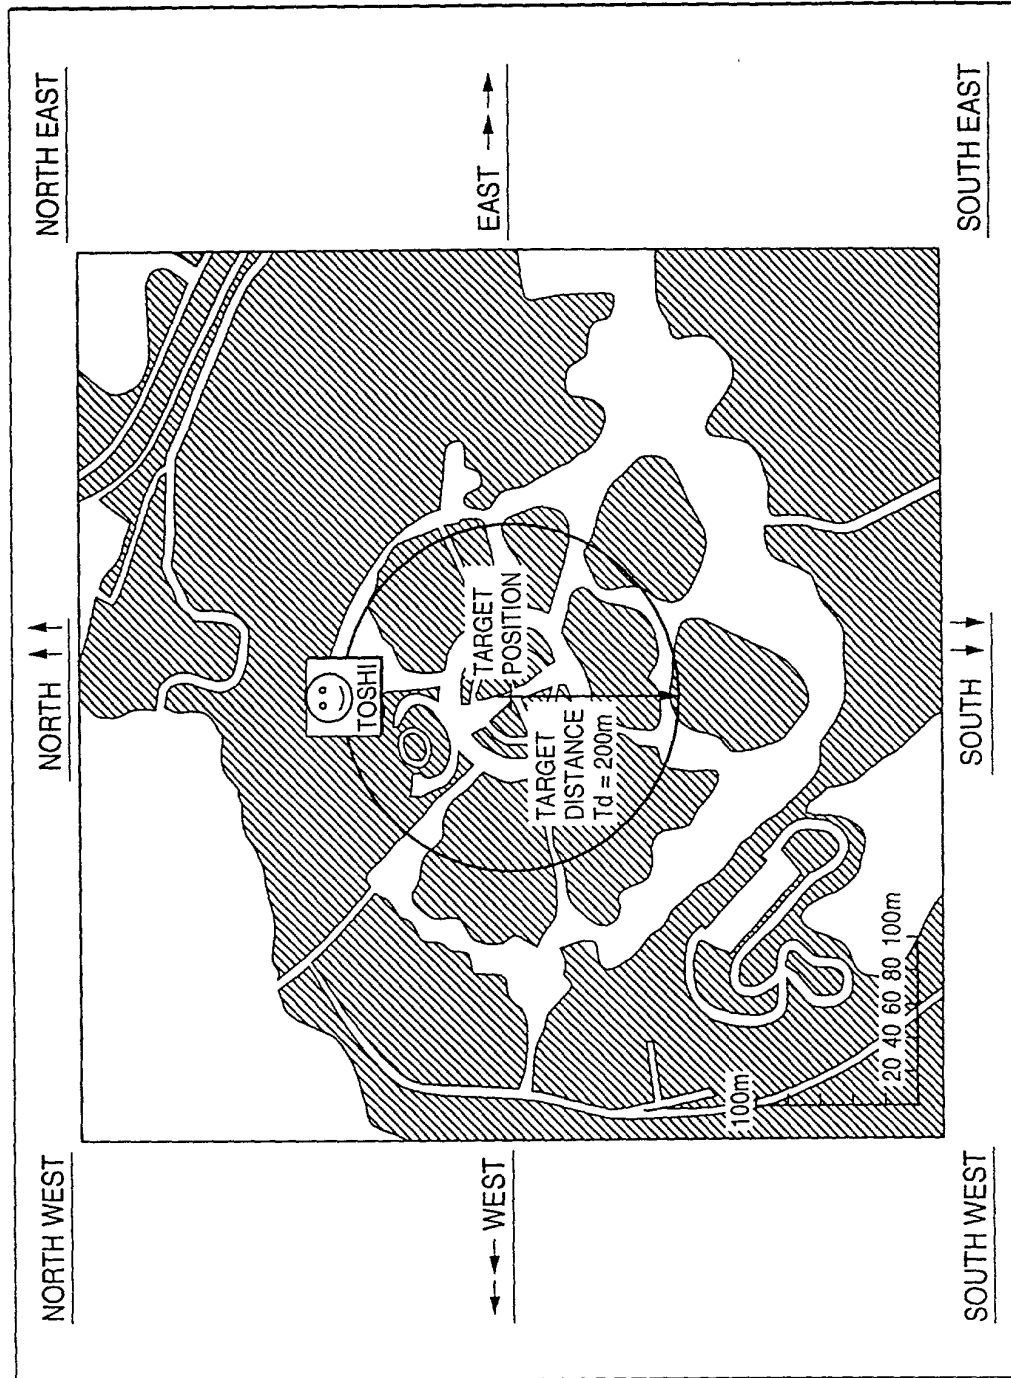 NORTH WEST
NORTH
NORTH EAST
WEST
EAST
TOSHI
TARGET
POSITION
TARGET
DISTANCE
Td = 200m
100m
20 40 60 80 100m
SOUTH WEST
SOUTH
SOUTH EAST